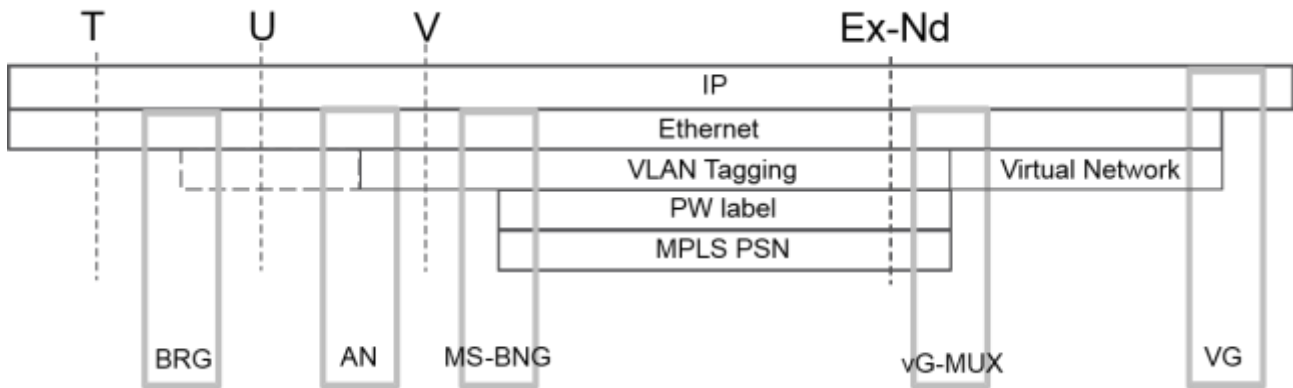 T U V Ex-Nd
IP
Ethernet
VLAN Tagging Virtual Network
PW label
MPLS PSN
BRG AN MS-BNG vG-MUX VG